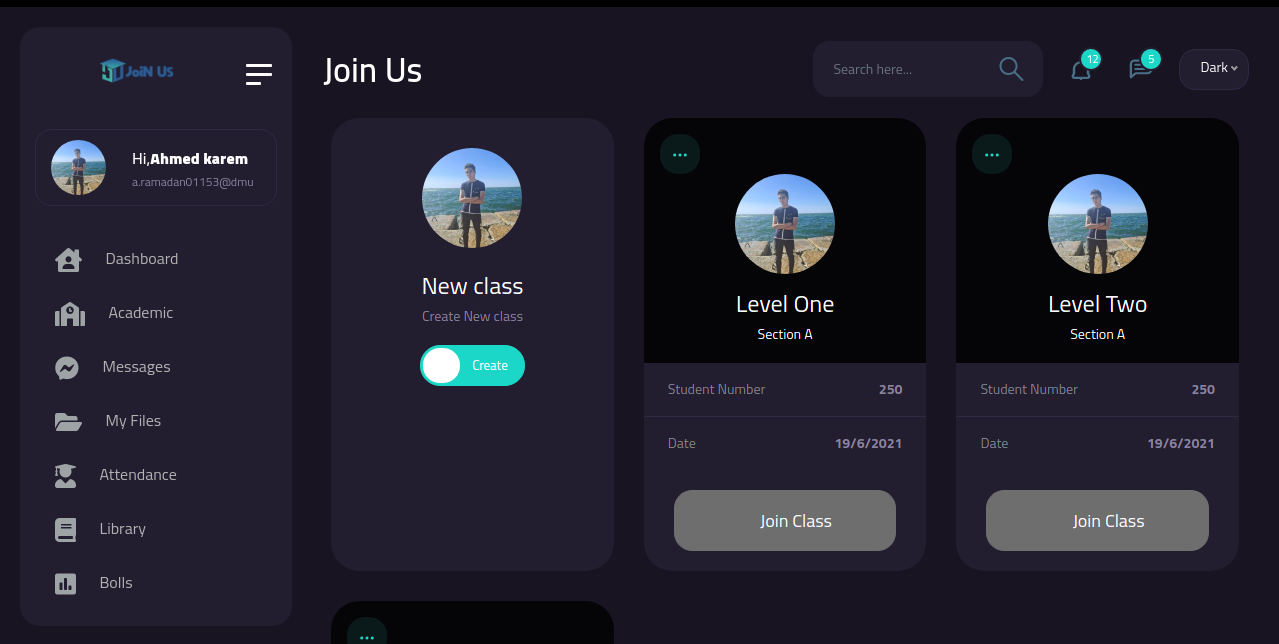 JoiN Us
Join Us
Search here...
12
5
Dark
Hi,Ahmed karem
a.ramadan01153@dmu
Dashboard
Academic
Messages
My Files
Attendance
Library
Bolls
New class
Create New class
Create
...
Level One
Section A
Student Number 250
Date 19/6/2021
Join Class
...
Level Two
Section A
Student Number 250
Date 19/6/2021
Join Class
...